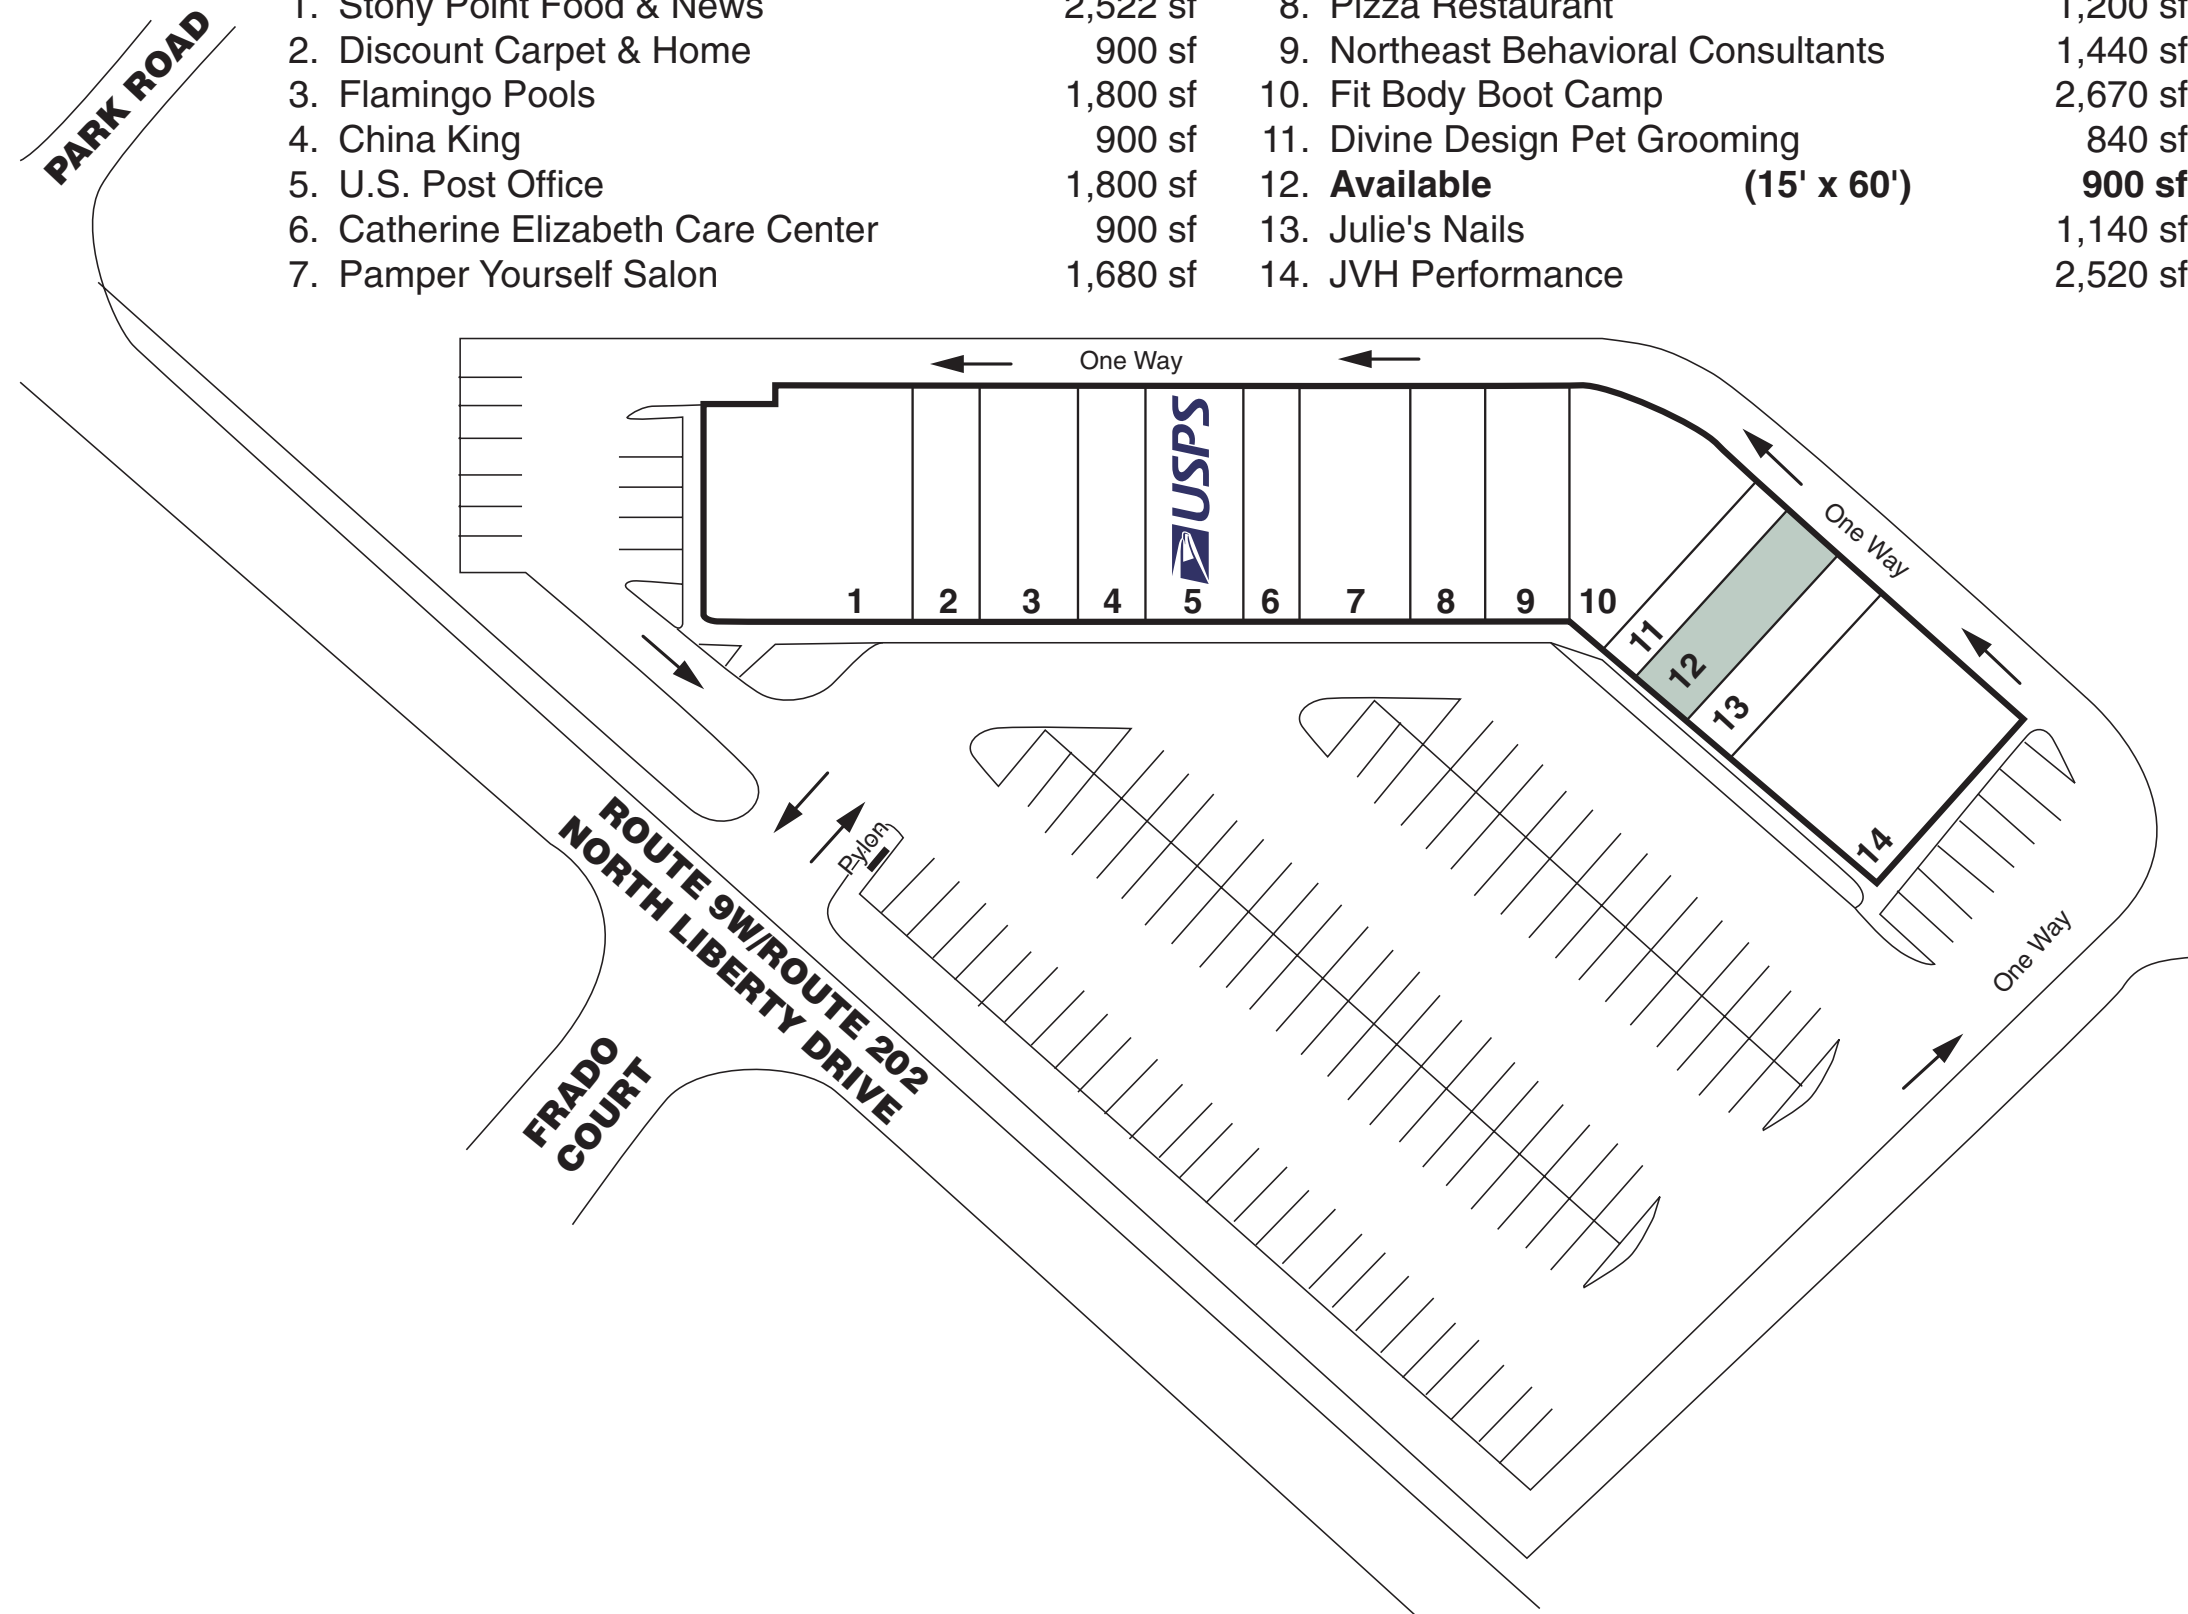 1. Stony Point Food & News 2,522 sf
2. Discount Carpet & Home 900 sf
3. Flamingo Pools 1,800 sf
4. China King 900 sf
5. U.S. Post Office 1,800 sf
6. Catherine Elizabeth Care Center 900 sf
7. Pamper Yourself Salon 1,680 sf
8. Pizza Restaurant 1,200 sf
9. Northeast Behavioral Consultants 1,440 sf
10. Fit Body Boot Camp 2,670 sf
11. Divine Design Pet Grooming 840 sf
12. Available (15' x 60') 900 sf
13. Julie's Nails 1,140 sf
14. JVH Performance 2,520 sf
PARK ROAD
One Way
USPS
1 2 3 4 5 6 7 8 9 10
11
12
13
14
One Way
One Way
Pylon
ROUTE 9W/ROUTE 202
NORTH LIBERTY DRIVE
FRADO
COURT